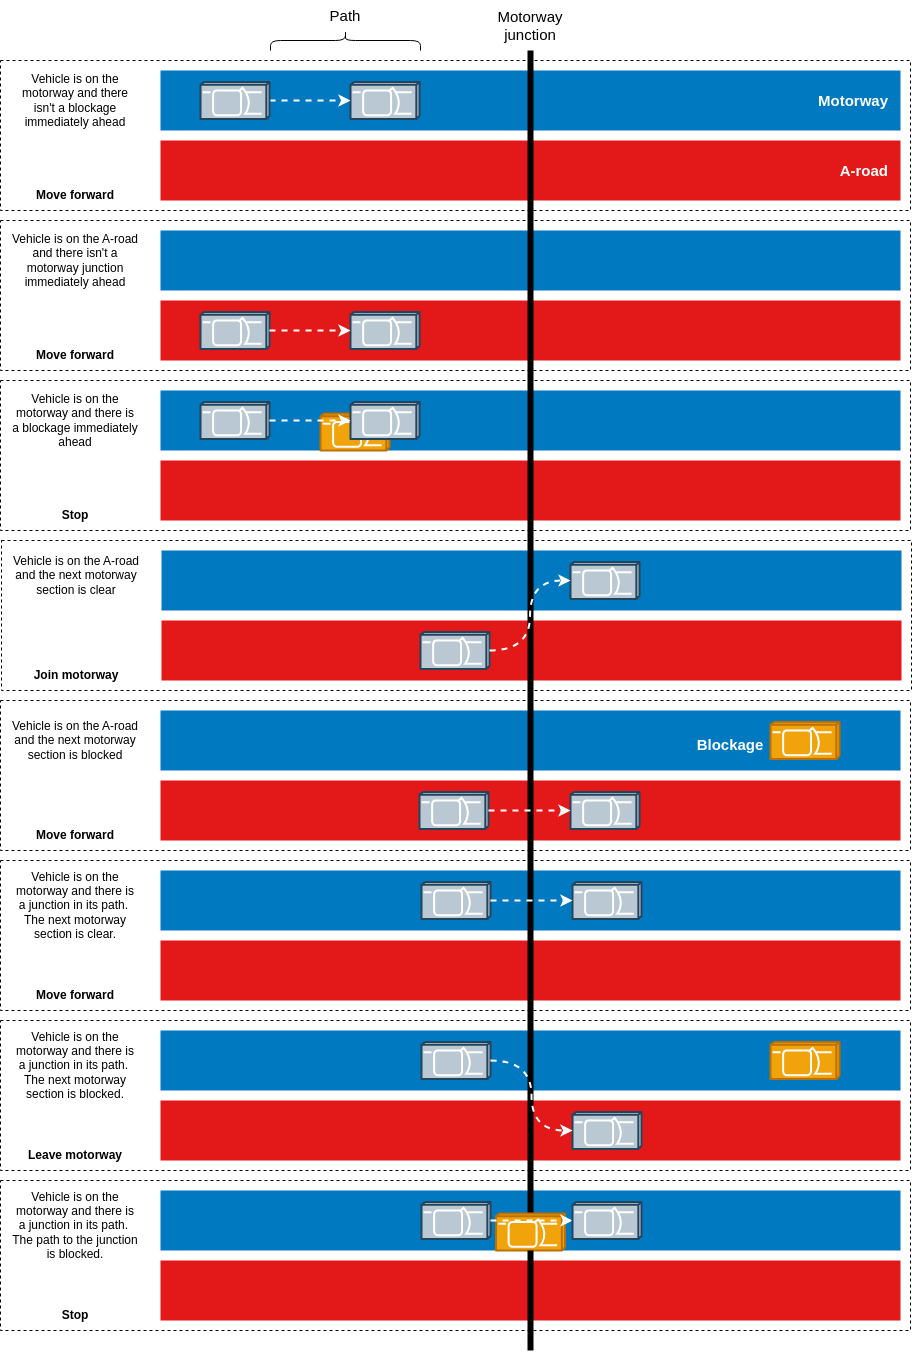 Path
Motorway
junction
Vehicle is on the
motorway and there
isn't a blockage
immediately ahead
Move forward
Motorway
A-road
Vehicle is on the A-road
and there isn't a
motorway junction
immediately ahead
Move forward
Vehicle is on the
motorway and there is
a blockage immediately
ahead
Stop
Vehicle is on the A-road
and the next motorway
section is clear
Join motorway
Vehicle is on the A-road
and the next motorway
section is blocked
Move forward
Blockage
Vehicle is on the
motorway and there is
a junction in its path.
The next motorway
section is clear.
Move forward
Vehicle is on the
motorway and there is
a junction in its path.
The next motorway
section is blocked.
Leave motorway
Vehicle is on the
motorway and there is
a junction in its path.
The path to the junction
is blocked.
Stop